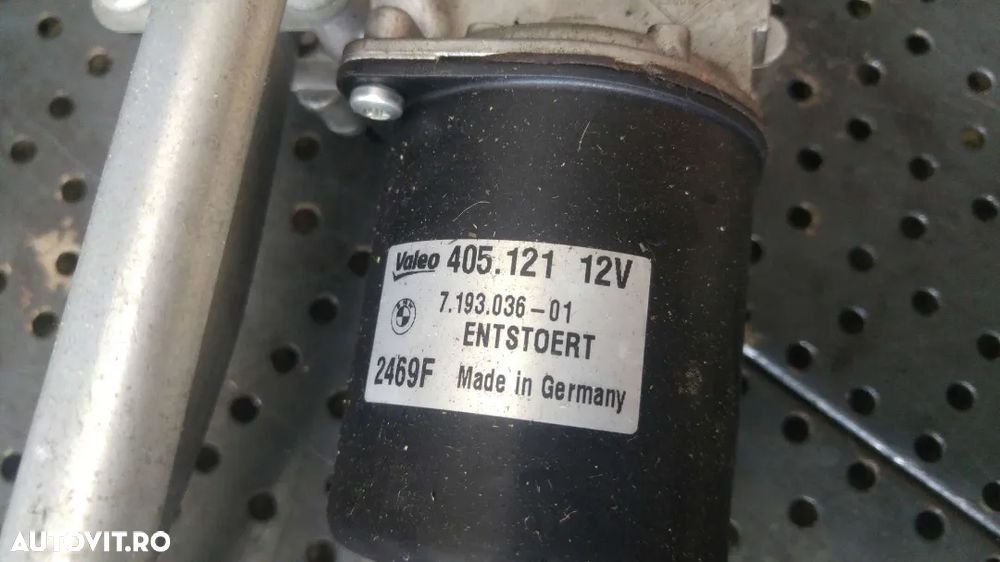 Valeo 405.121 12V
7.193.036-01
ENTSTOERT
2469F Made in Germany
AUTOVIT.RO